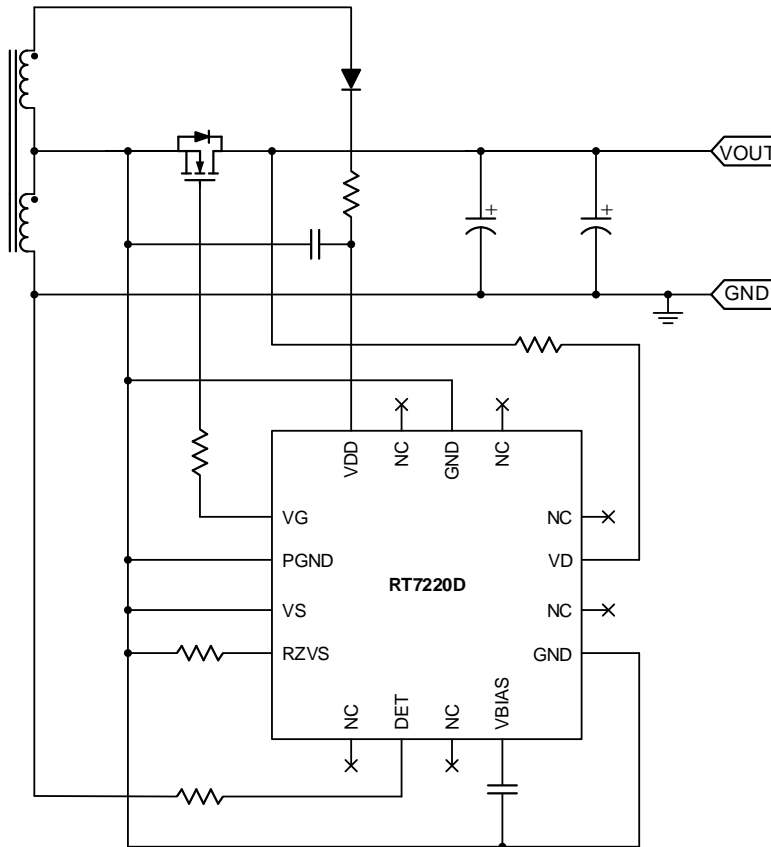 VOUT
+
+
GND
VDD
NC
GND
NC
VG
NC
PGND
VD
RT7220D
VS
NC
RZVS
GND
NC
DET
NC
VBIAS